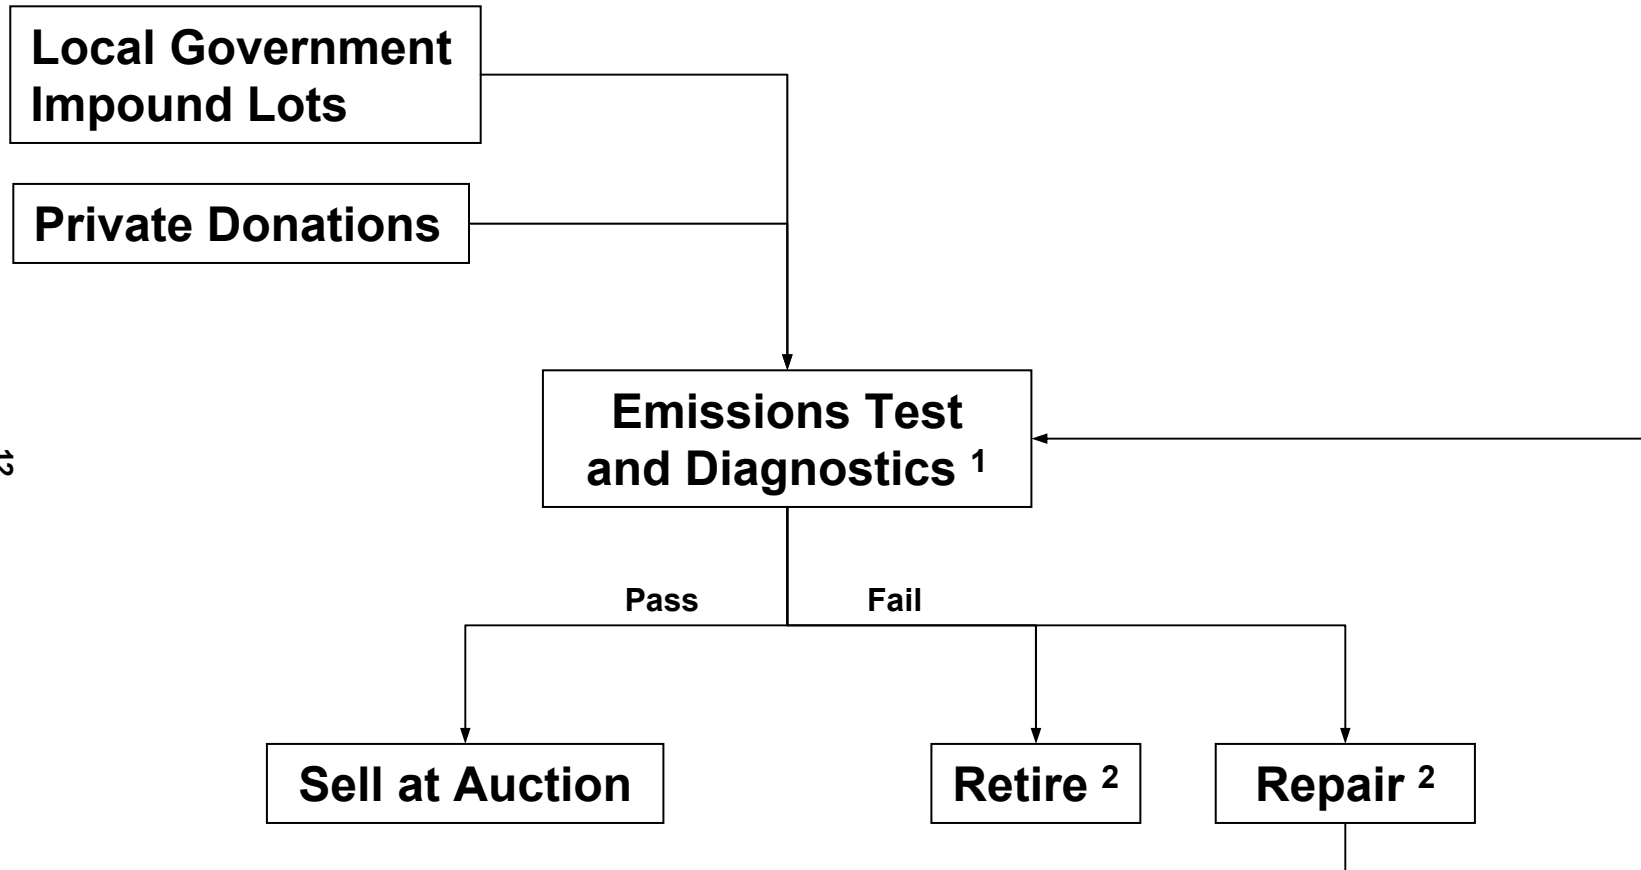 Local Government
Impound Lots
Private Donations
Emissions Test
and Diagnostics 1
12
Pass
Fail
Sell at Auction
Retire 2
Repair 2